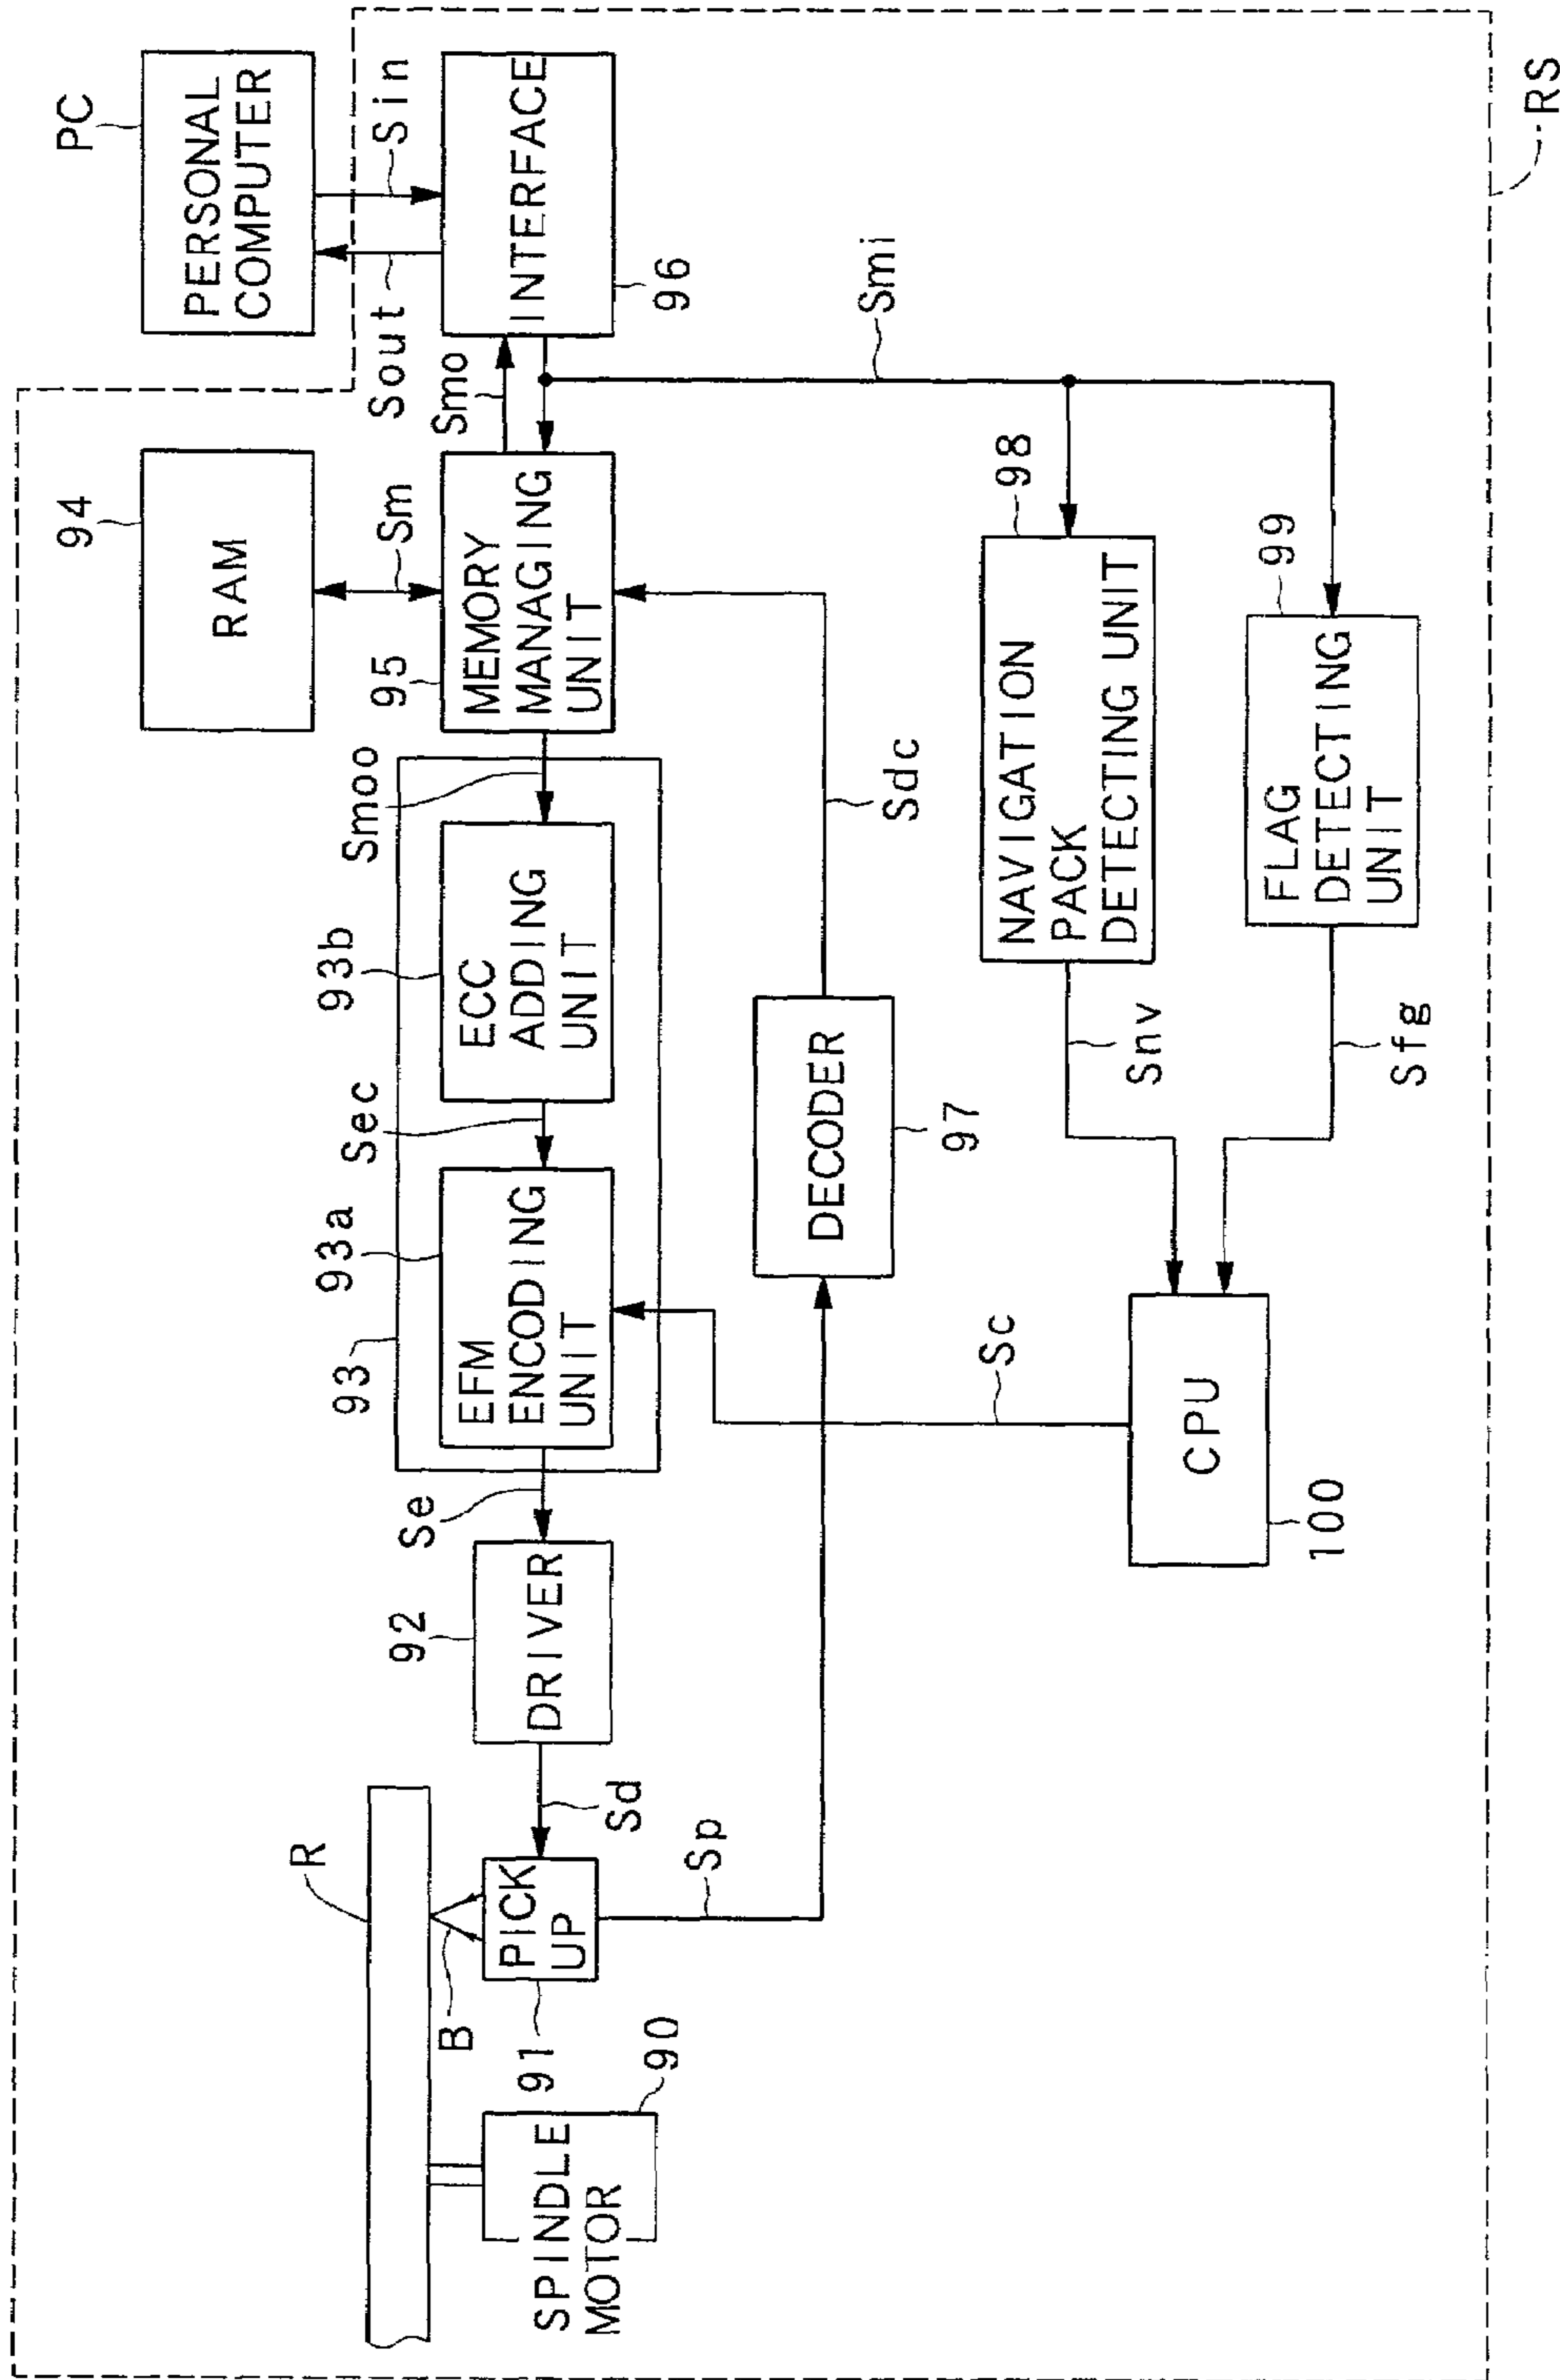 R
B
SPINDLE
MOTOR
90
PICK
UP
91
Sd
Sp
DRIVER
92
Se
93
93a
EFM
ENCODING
UNIT
Sec
93b
ECC
ADDING
UNIT
Smoo
94
RAM
Sm
95
MEMORY
MANAGING
UNIT
Smo
Sout
PC
PERSONAL
COMPUTER
Sin
INTERFACE
96
Smi
DECODER
97
Sdc
98
NAVIGATION
PACK
DETECTING UNIT
Snv
99
FLAG
DETECTING
UNIT
Sfg
Sc
CPU
100
RS